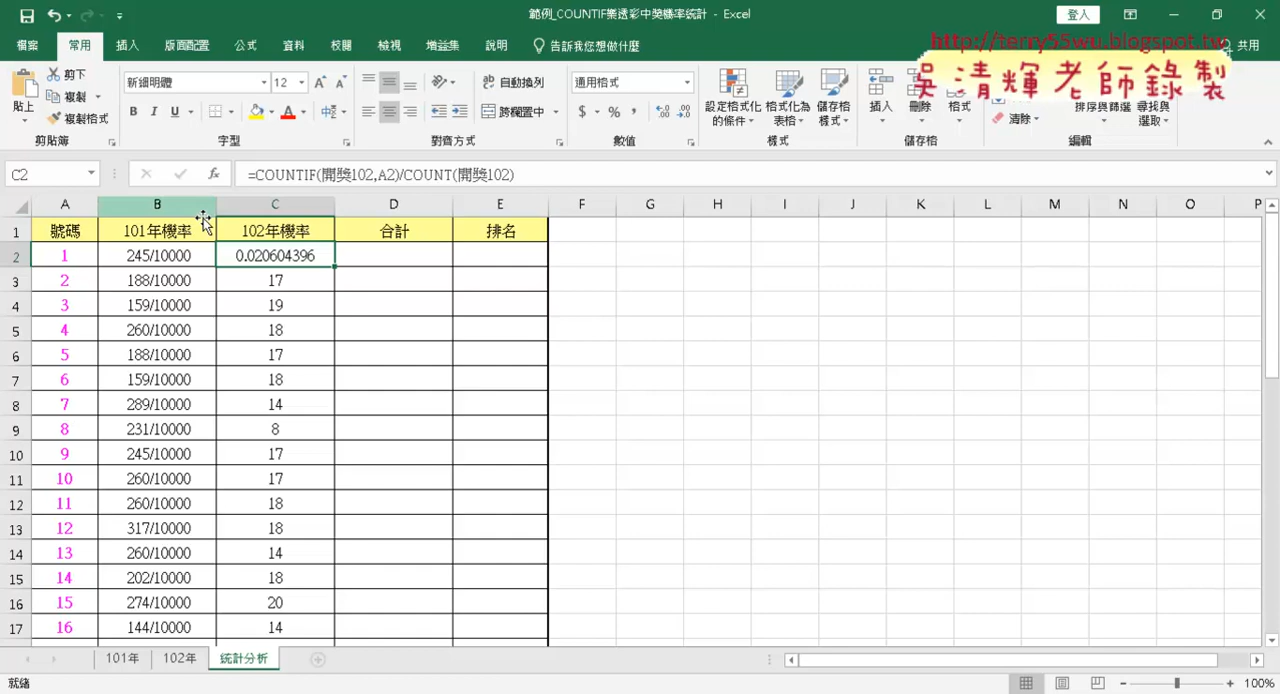 範例_COUNTIF樂透彩中獎機率統計 - Excel
登入
檔案 常用 插入 版面配置 公式 資料 校閱 檢視 增益集 說明 告訴我您想做什麼 共用
http://terry55wu.blogspot.tw
吳清輝老師錄製
貼上 剪下 複製 複製格式 剪貼簿
新細明體 12 B I U 字型
自動換列 跨欄置中 對齊方式
通用格式 $ % 數值
設定格式化的條件 格式化為表格 儲存格樣式 樣式
插入 刪除 格式 儲存格
清除 排序與篩選 尋找與選取 編輯
C2 fx =COUNTIF(開獎102,A2)/COUNT(開獎102)
A B C D E F G H I J K L M N O P
1 號碼 101年機率 102年機率 合計 排名
2 1 245/10000 0.020604396
3 2 188/10000 17
4 3 159/10000 19
5 4 260/10000 18
6 5 188/10000 17
7 6 159/10000 18
8 7 289/10000 14
9 8 231/10000 8
10 9 245/10000 17
11 10 260/10000 17
12 11 260/10000 18
13 12 317/10000 18
14 13 260/10000 14
15 14 202/10000 18
16 15 274/10000 20
17 16 144/10000 14
101年 102年 統計分析
就緒 100%